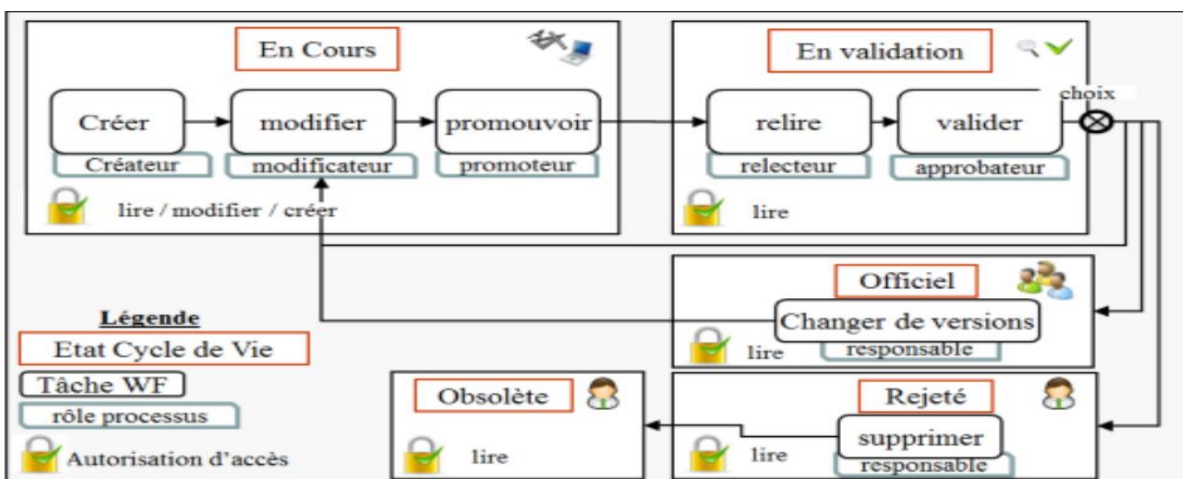 En Cours
Créer
modifier
promouvoir
Créateur
modificateur
promoteur
lire / modifier / créer
En validation
choix
relire
valider
relecteur
approbateur
lire
Officiel
Changer de versions
responsable
lire
Légende
Etat Cycle de Vie
Tâche WF
rôle processus
Autorisation d'accès
Obsolète
lire
Rejeté
supprimer
responsable
lire